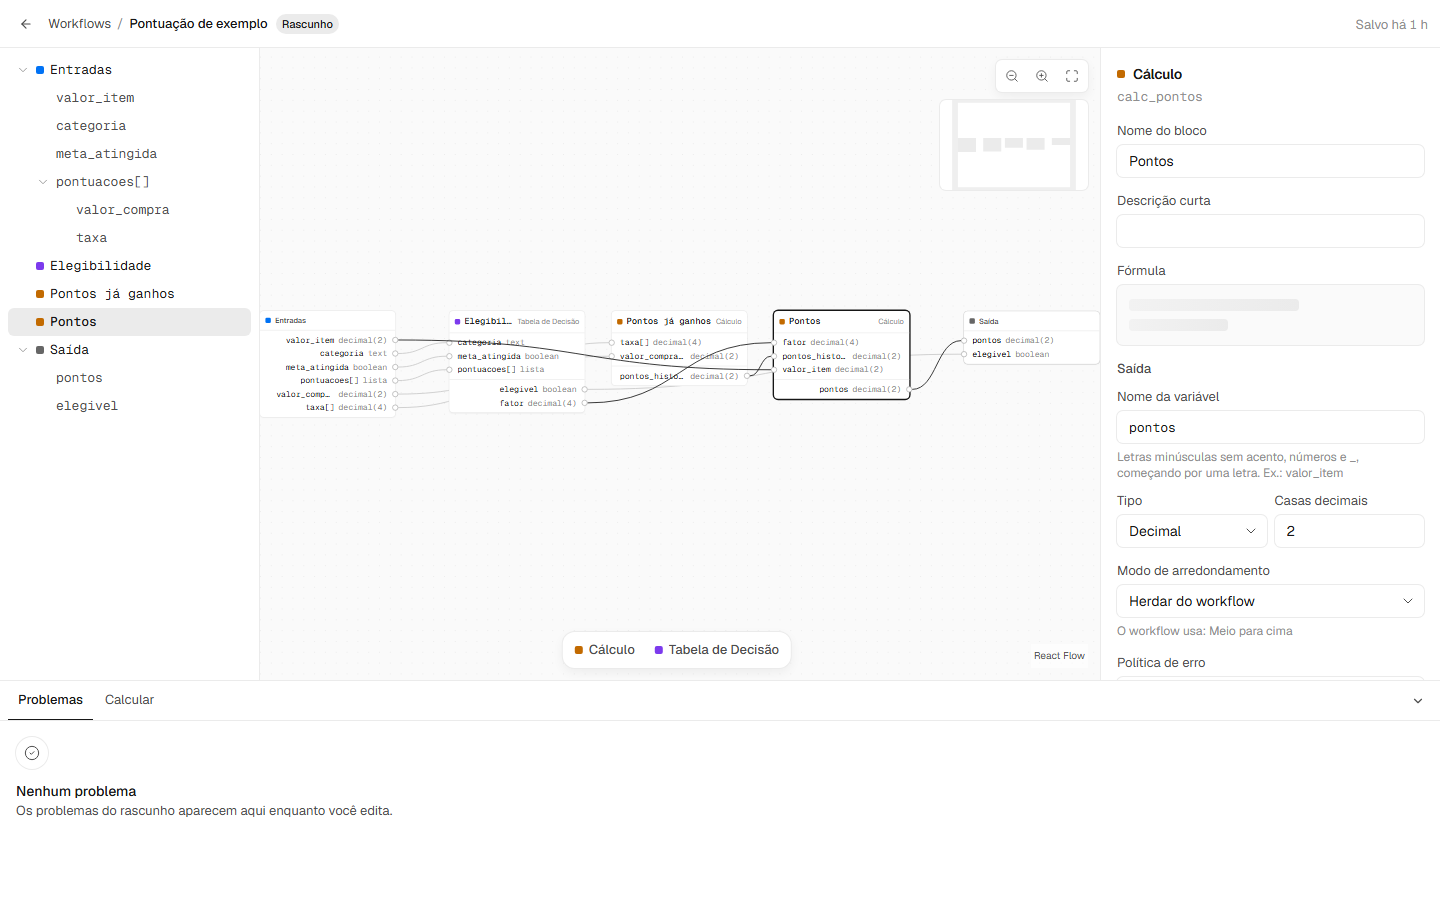 Workflows / Pontuação de exemplo Rascunho
Salvo há 1 h
Entradas
valor_item
categoria
meta_atingida
pontuacoes[]
valor_compra
taxa
Elegibilidade
Pontos já ganhos
Pontos
Saída
pontos
elegivel
Entradas
valor_item decimal(2)
categoria text
meta_atingida boolean
pontuacoes[] lista
valor_comp… decimal(2)
taxa[] decimal(4)
Elegibil… Tabela de Decisão
categoria text
meta_atingida boolean
pontuacoes[] lista
elegivel boolean
fator decimal(4)
Pontos já ganhos Cálculo
taxa[] decimal(4)
valor_compra… decimal(2)
pontos_histo… decimal(2)
Pontos Cálculo
fator decimal(4)
pontos_histo… decimal(2)
valor_item decimal(2)
pontos decimal(2)
Saída
pontos decimal(2)
elegivel boolean
Cálculo
Tabela de Decisão
React Flow
Cálculo
calc_pontos
Nome do bloco
Pontos
Descrição curta
Fórmula
Saída
Nome da variável
pontos
Letras minúsculas sem acento, números e _,
começando por uma letra. Ex.: valor_item
Tipo
Casas decimais
Decimal
2
Modo de arredondamento
Herdar do workflow
O workflow usa: Meio para cima
Política de erro
Problemas
Calcular
Nenhum problema
Os problemas do rascunho aparecem aqui enquanto você edita.